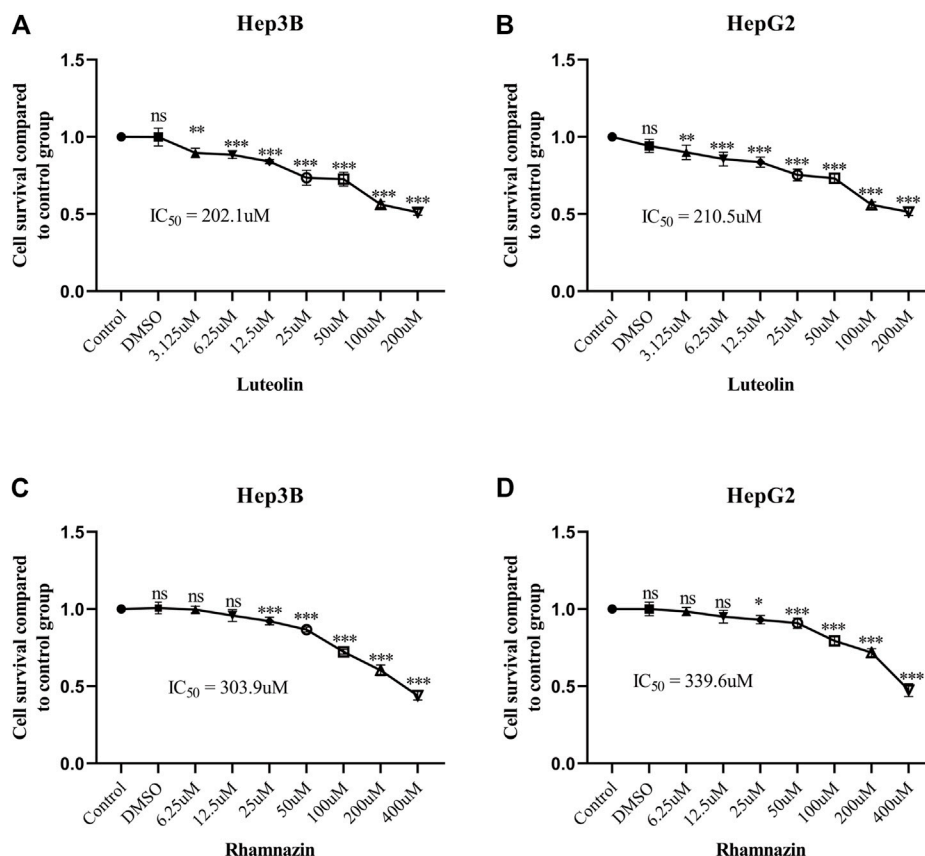 A
Hep3B
Cell survival compared
to control group
1.5
1.0
0.5
0.0
ns
**
***
***
***
***
***
***
IC50 = 202.1uM
Control
DMSO
3.125uM
6.25uM
12.5uM
25uM
50uM
100uM
200uM
Luteolin
B
HepG2
Cell survival compared
to control group
1.5
1.0
0.5
0.0
ns
**
***
***
***
***
***
***
IC50 = 210.5uM
Control
DMSO
3.125uM
6.25uM
12.5uM
25uM
50uM
100uM
200uM
Luteolin
C
Hep3B
Cell survival compared
to control group
1.5
1.0
0.5
0.0
ns
ns
ns
***
***
***
***
***
IC50 = 303.9uM
Control
DMSO
6.25uM
12.5uM
25uM
50uM
100uM
200uM
400uM
Rhamnazin
D
HepG2
Cell survival compared
to control group
1.5
1.0
0.5
0.0
ns
ns
ns
*
***
***
***
***
IC50 = 339.6uM
Control
DMSO
6.25uM
12.5uM
25uM
50uM
100uM
200uM
400uM
Rhamnazin